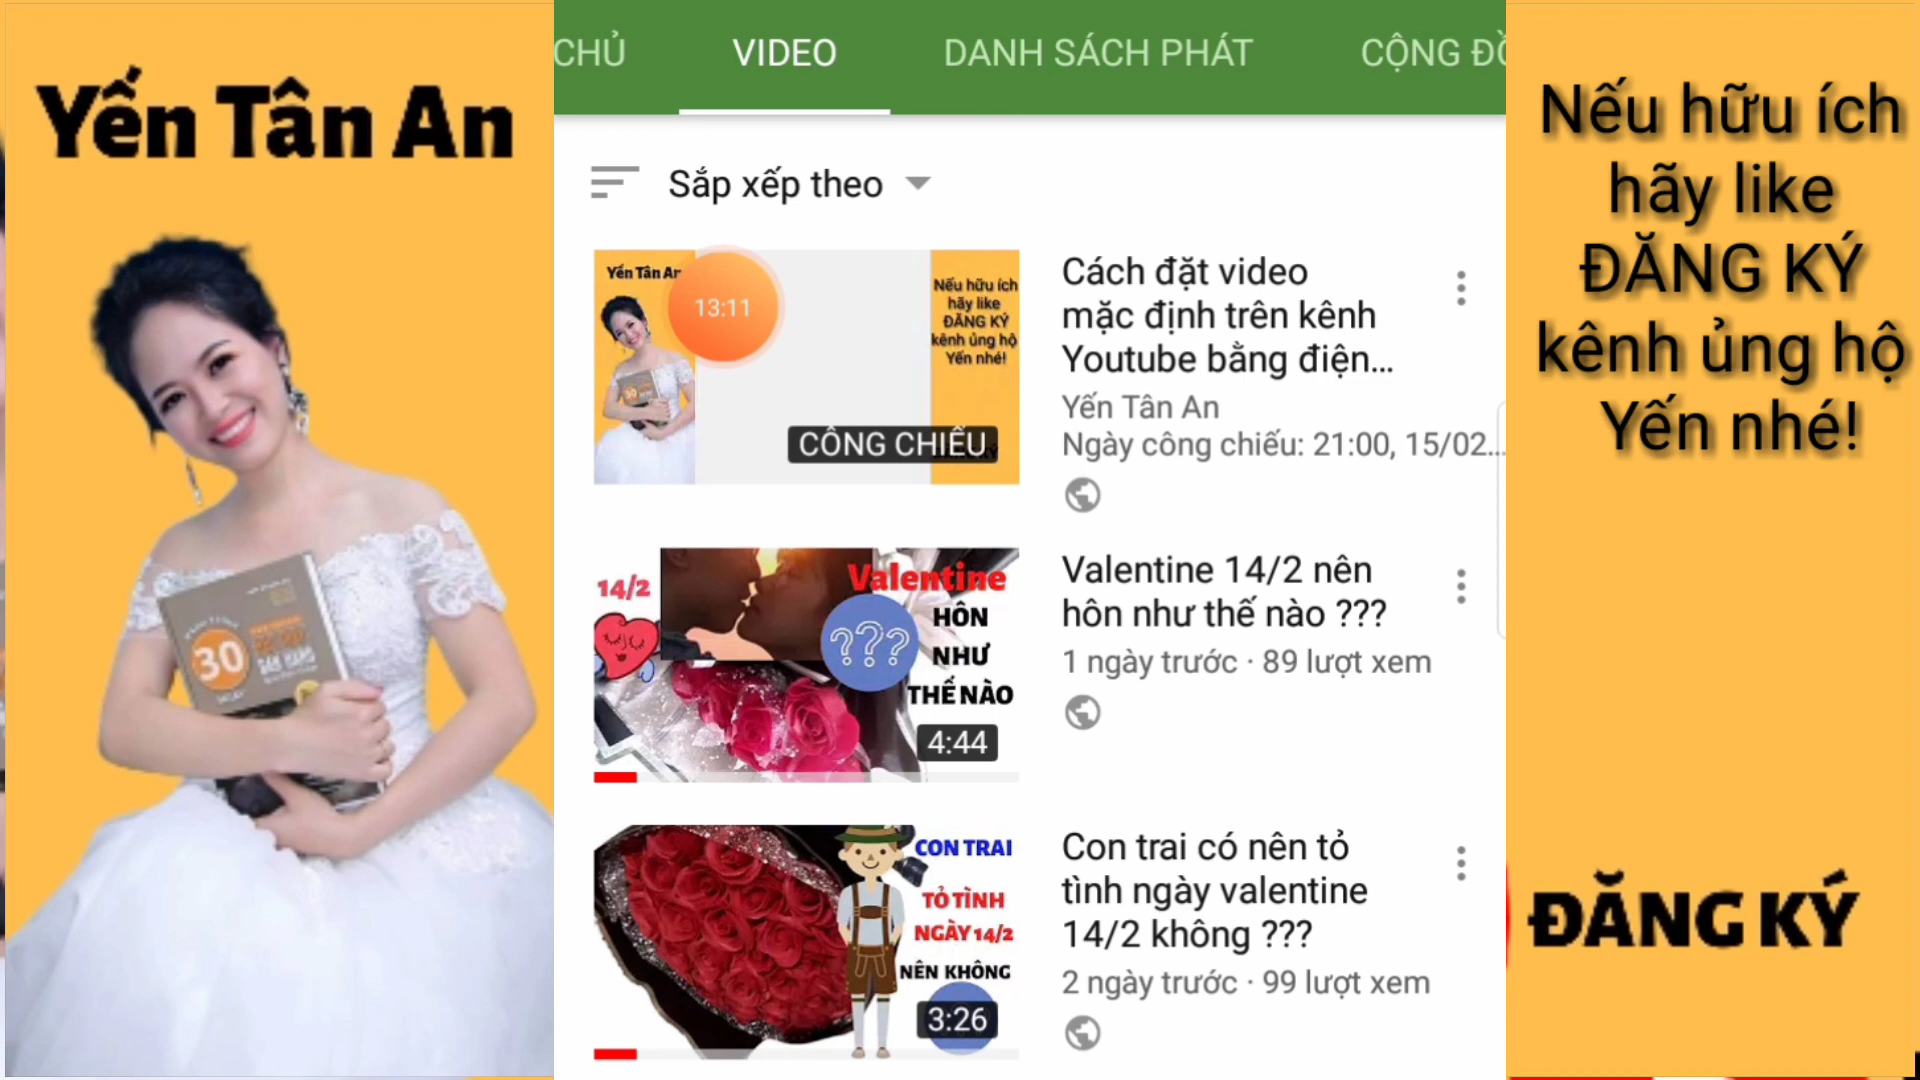 Yến Tân An
30
CHỦ
VIDEO
DANH SÁCH PHÁT
CỘNG ĐỒ
Sắp xếp theo
Yến Tân An
13:11
Nếu hữu ích
hãy like
ĐĂNG KÝ
kênh ủng hộ
Yến nhé!
CÔNG CHIẾU
Cách đặt video
mặc định trên kênh
Youtube bằng điện...
Yến Tân An
Ngày công chiếu: 21:00, 15/02...
14/2
Valentine
???
HÔN
NHƯ
THẾ NÀO
4:44
Valentine 14/2 nên
hôn như thế nào ???
1 ngày trước · 89 lượt xem
CON TRAI
TỎ TÌNH
NGÀY 14/2
NÊN KHÔNG
3:26
Con trai có nên tỏ
tình ngày valentine
14/2 không ???
2 ngày trước · 99 lượt xem
Nếu hữu ích
hãy like
ĐĂNG KÝ
kênh ủng hộ
Yến nhé!
ĐĂNG KÝ